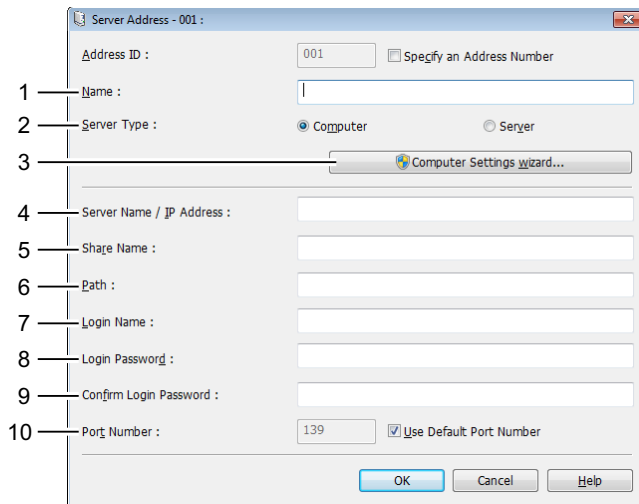 Server Address - 001 :
Address ID : 001 Specify an Address Number
1 Name :
2 Server Type : Computer Server
3 Computer Settings wizard...
4 Server Name / IP Address :
5 Share Name :
6 Path :
7 Login Name :
8 Login Password :
9 Confirm Login Password :
10 Port Number : 139 Use Default Port Number
OK Cancel Help